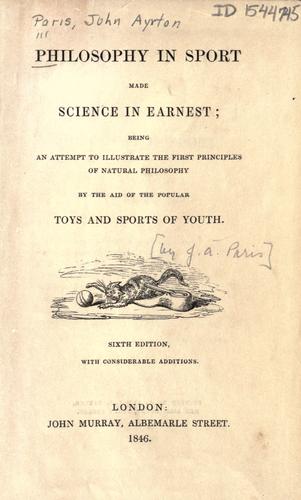 Paris, John Ayrton
ID 1544745
PHILOSOPHY IN SPORT
MADE
SCIENCE IN EARNEST;
BEING
AN ATTEMPT TO ILLUSTRATE THE FIRST PRINCIPLES
OF NATURAL PHILOSOPHY
BY THE AID OF THE POPULAR
TOYS AND SPORTS OF YOUTH.
[by J. A. Paris]
SIXTH EDITION,
WITH CONSIDERABLE ADDITIONS.
LONDON:
JOHN MURRAY, ALBEMARLE STREET.
1846.